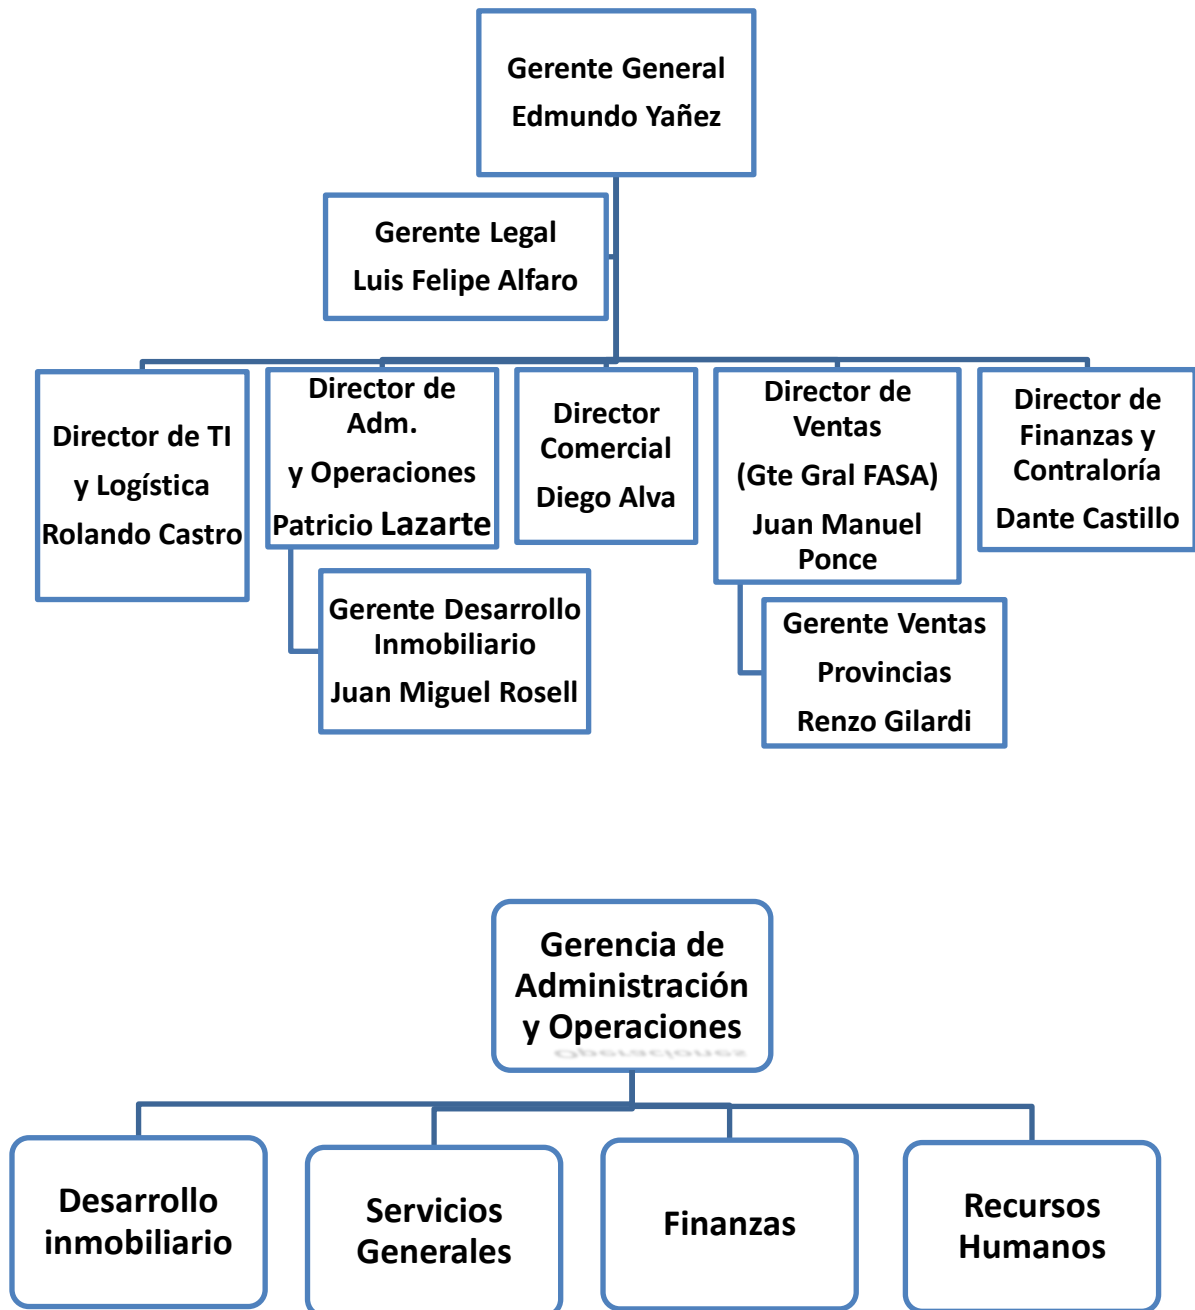 Gerente General
Edmundo Yañez
Gerente Legal
Luis Felipe Alfaro
Director de TI
y Logística
Rolando Castro
Director de
Adm.
y Operaciones
Patricio Lazarte
Director
Comercial
Diego Alva
Director de
Ventas
(Gte Gral FASA)
Juan Manuel
Ponce
Director de
Finanzas y
Contraloría
Dante Castillo
Gerente Desarrollo
Inmobiliario
Juan Miguel Rosell
Gerente Ventas
Provincias
Renzo Gilardi
Gerencia de
Administración
y Operaciones
Desarrollo
inmobiliario
Servicios
Generales
Finanzas
Recursos
Humanos